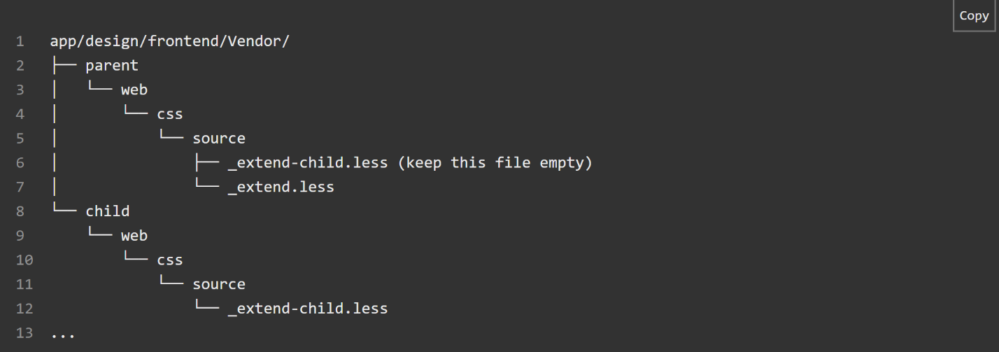 Copy
1 app/design/frontend/Vendor/
2 ├── parent
3 │   └── web
4 │       └── css
5 │           └── source
6 │               ├── _extend-child.less (keep this file empty)
7 │               └── _extend.less
8 └── child
9     └── web
10         └── css
11             └── source
12                 └── _extend-child.less
13 ...